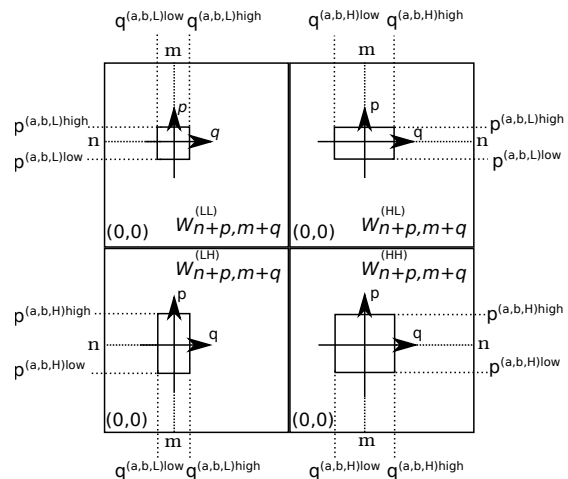 q(a,b,L)low q(a,b,L)high q(a,b,H)low q(a,b,H)high
m m
p q p q
p(a,b,L)high p(a,b,L)high
n n
p(a,b,L)low p(a,b,L)low
(0,0) W(LL)n+p,m+q (0,0) W(HL)n+p,m+q
W(LH)n+p,m+q W(HH)n+p,m+q
p q p q
p(a,b,H)high p(a,b,H)high
n n
p(a,b,H)low p(a,b,H)low
(0,0) (0,0)
m m
q(a,b,L)low q(a,b,L)high q(a,b,H)low q(a,b,H)high